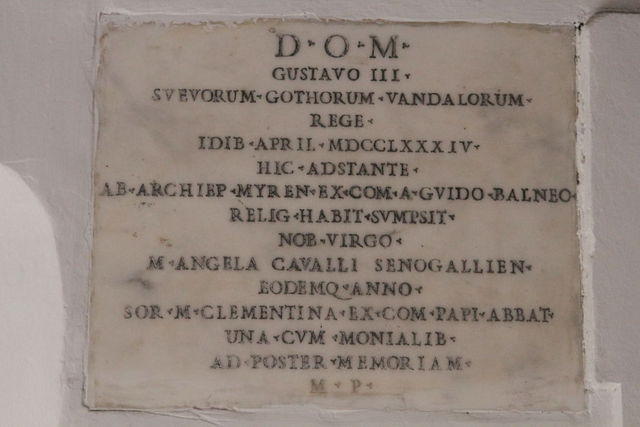 D · O · M ·
GUSTAVO III ·
SVEVORUM · GOTHORUM · VANDALORUM ·
REGE ·
IDIB · APRIL · MDCCLXXXIV ·
HIC · ADSTANTE ·
AB · ARCHIEP · MYREN · EX · COM · A · GVIDO · BALNEO ·
RELIG · HABIT · SVMPSIT ·
NOB · VIRGO ·
M · ANGELA CAVALLI SENOGALLIEN ·
EODEMQ · ANNO ·
SOR · M · CLEMENTINA · EX · COM · PAPI · ABBAT ·
UNA · CVM · MONIALIB ·
AD · POSTER · MEMORIAM ·
M · P ·